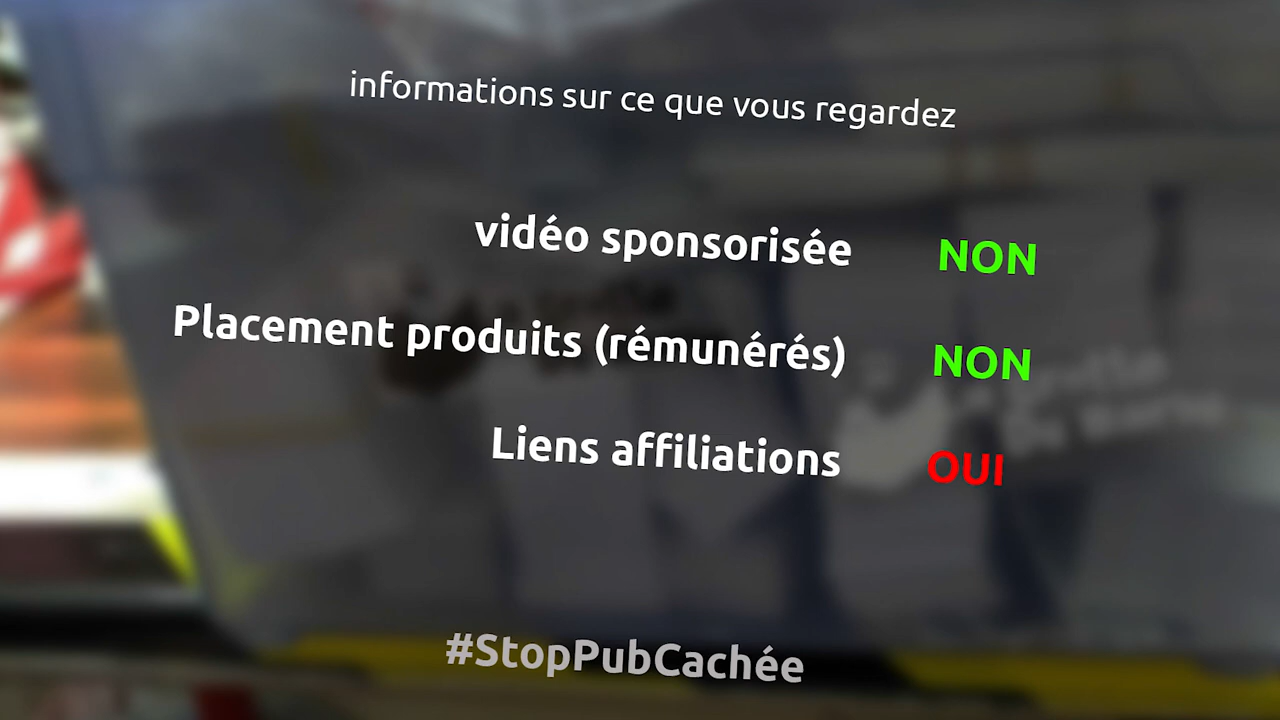 informations sur ce que vous regardez
vidéo sponsorisée NON
Placement produits (rémunérés) NON
Liens affiliations OUI
#StopPubCachée